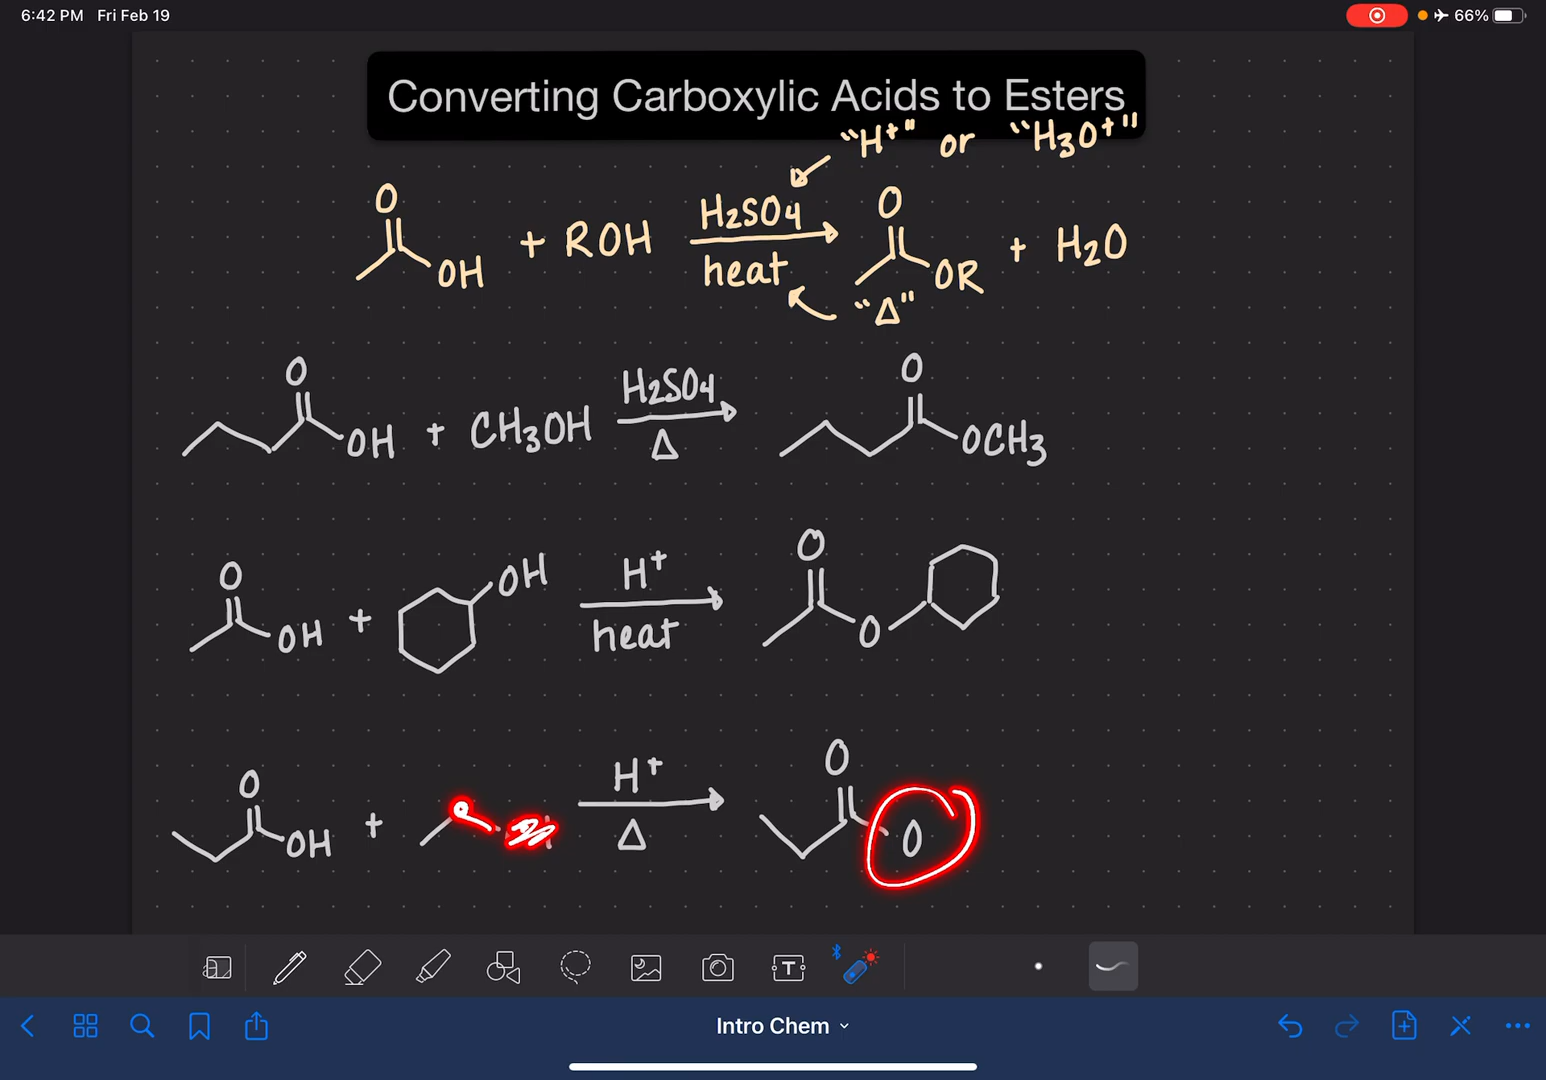 6:42 PM Fri Feb 19 66%
Converting Carboxylic Acids to Esters
"H+" or "H3O+"
O OH + ROH H2SO4 heat O OR + H2O
"Δ"
O OH + CH3OH H2SO4 Δ O OCH3
O OH + OH H+ heat O O
O OH + H+ Δ O O
T
Intro Chem